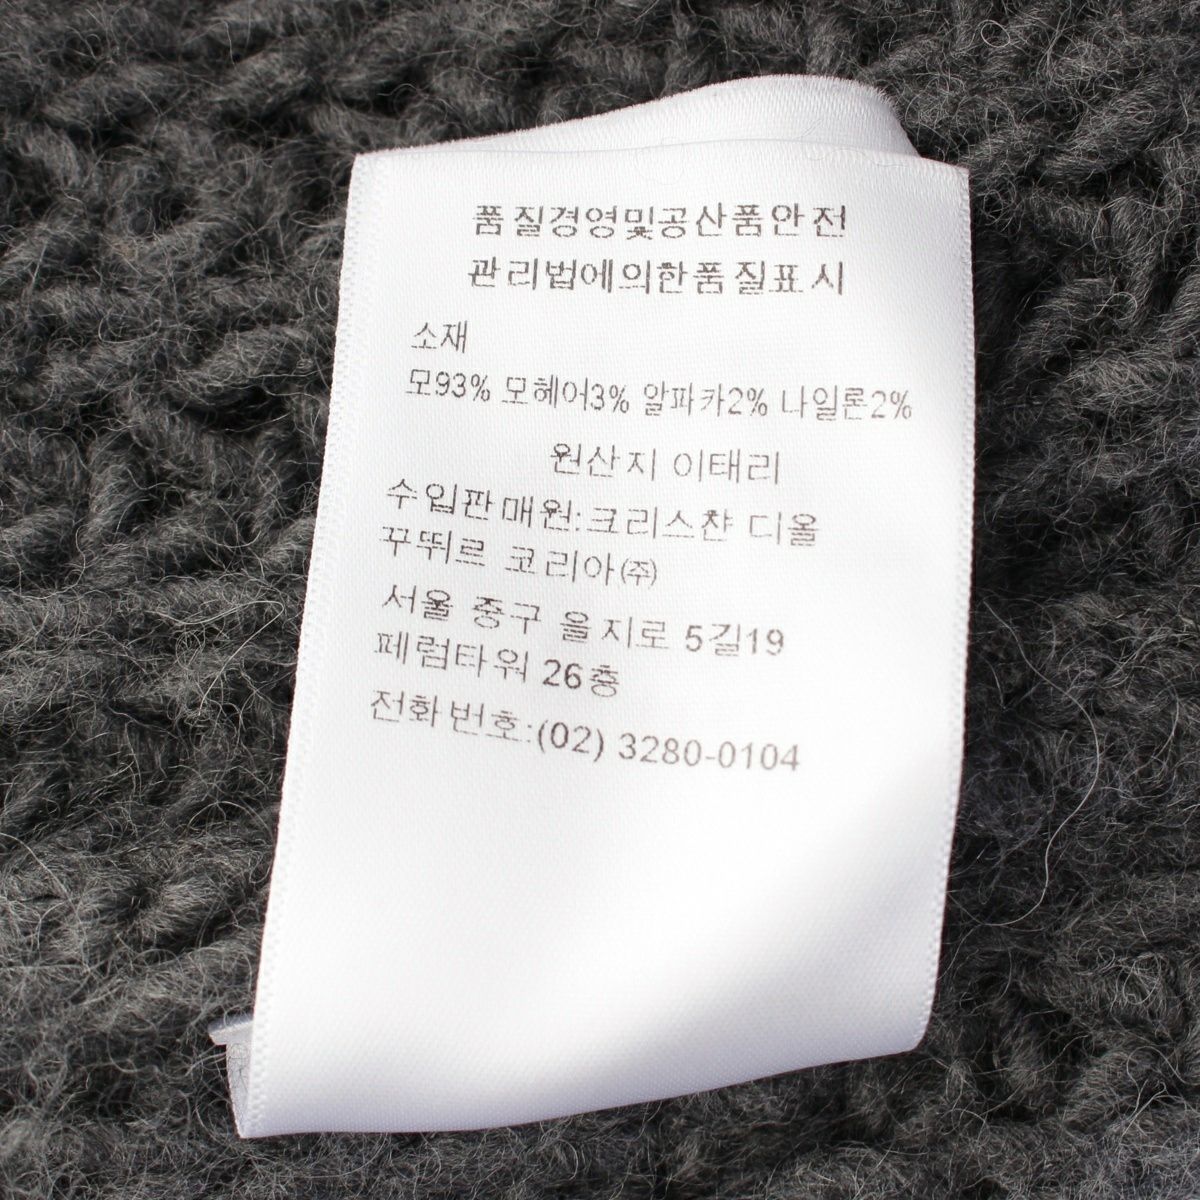 품질경영및공산품안전
관리법에의한품질표시
소재
모93% 모헤어3% 알파카2% 나일론2%
원산지 이태리
수입판매원:크리스챤 디올
꾸뛰르 코리아㈜
서울 중구 을지로 5길19
페럼타워 26층
전화번호:(02) 3280-0104